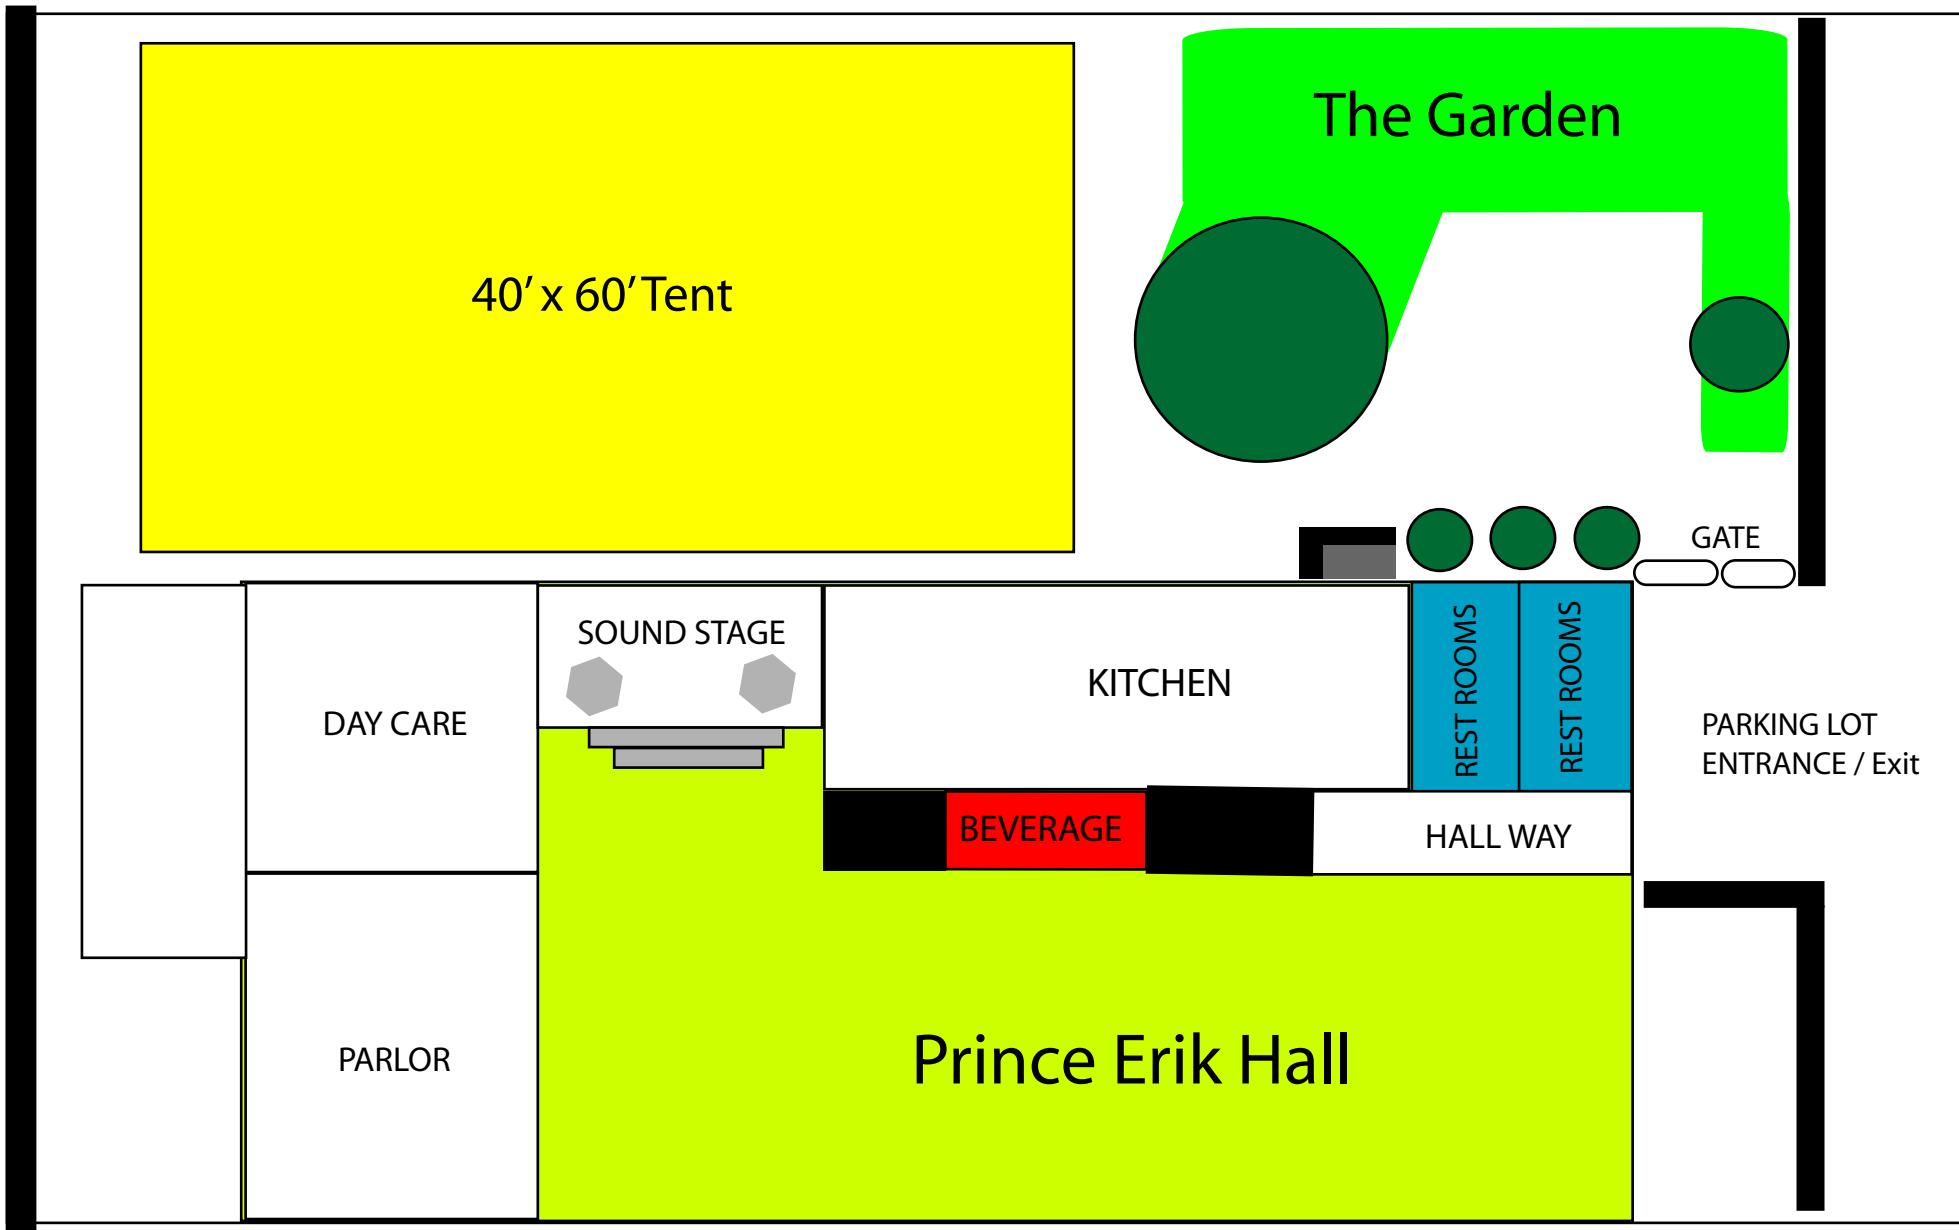 The Garden
40’ x 60’ Tent
GATE
SOUND STAGE
KITCHEN
REST ROOMS
REST ROOMS
DAY CARE
PARKING LOT
ENTRANCE / Exit
BEVERAGE
HALL WAY
PARLOR
Prince Erik Hall